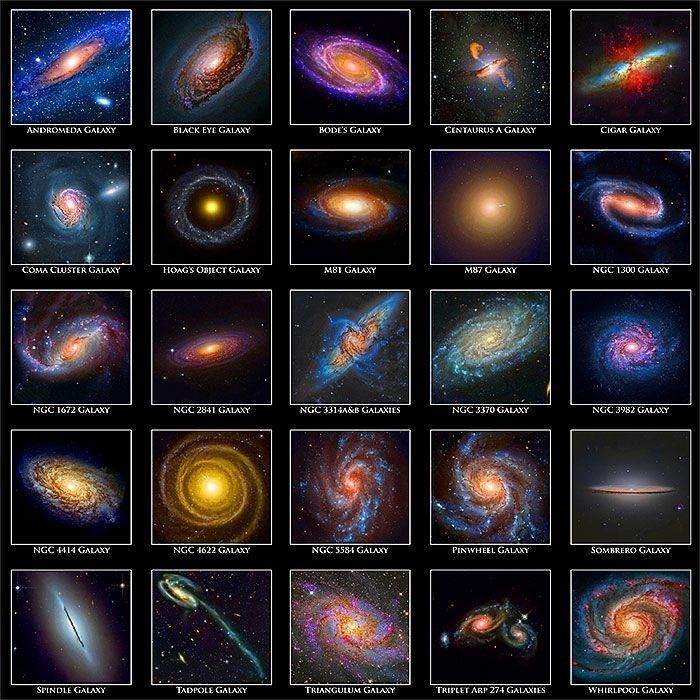 Andromeda Galaxy
Black Eye Galaxy
Bode's Galaxy
Centaurus A Galaxy
Cigar Galaxy
Coma Cluster Galaxy
Hoag's Object Galaxy
M81 Galaxy
M87 Galaxy
NGC 1300 Galaxy
NGC 1672 Galaxy
NGC 2841 Galaxy
NGC 3314a&b Galaxies
NGC 3370 Galaxy
NGC 3982 Galaxy
NGC 4414 Galaxy
NGC 4622 Galaxy
NGC 5584 Galaxy
Pinwheel Galaxy
Sombrero Galaxy
Spindle Galaxy
Tadpole Galaxy
Triangulum Galaxy
Triplet Arp 274 Galaxies
Whirlpool Galaxy